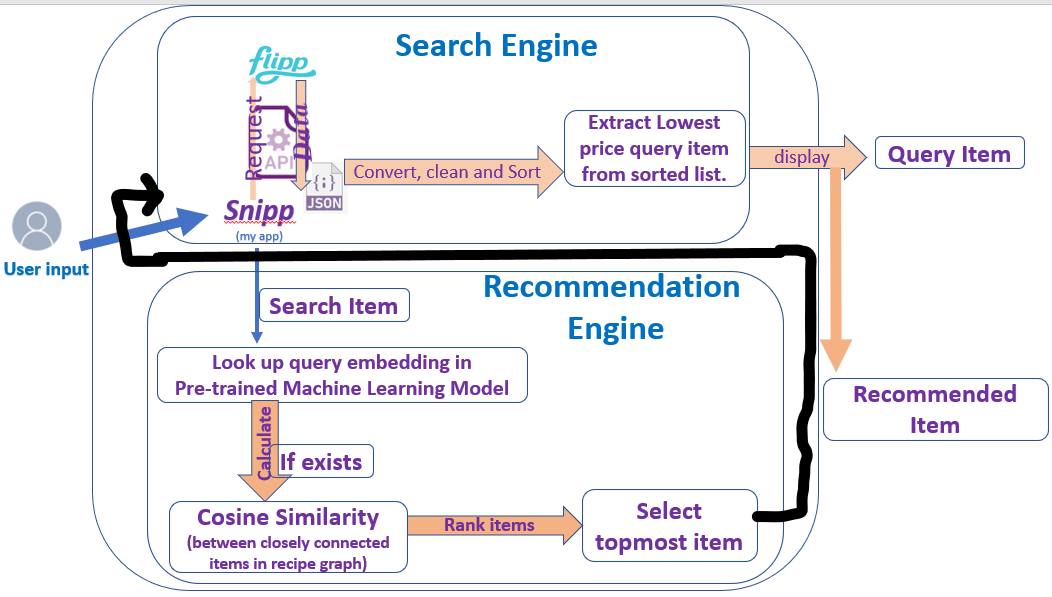 Search Engine
flipp
Request
API
Data
{;}
JSON
Convert, clean and Sort
Extract Lowest
price query item
from sorted list.
display
Query Item
Snipp
(my app)
User input
Recommendation
Engine
Search Item
Look up query embedding in
Pre-trained Machine Learning Model
Calculate
If exists
Cosine Similarity
(between closely connected
items in recipe graph)
Rank items
Select
topmost item
Recommended
Item